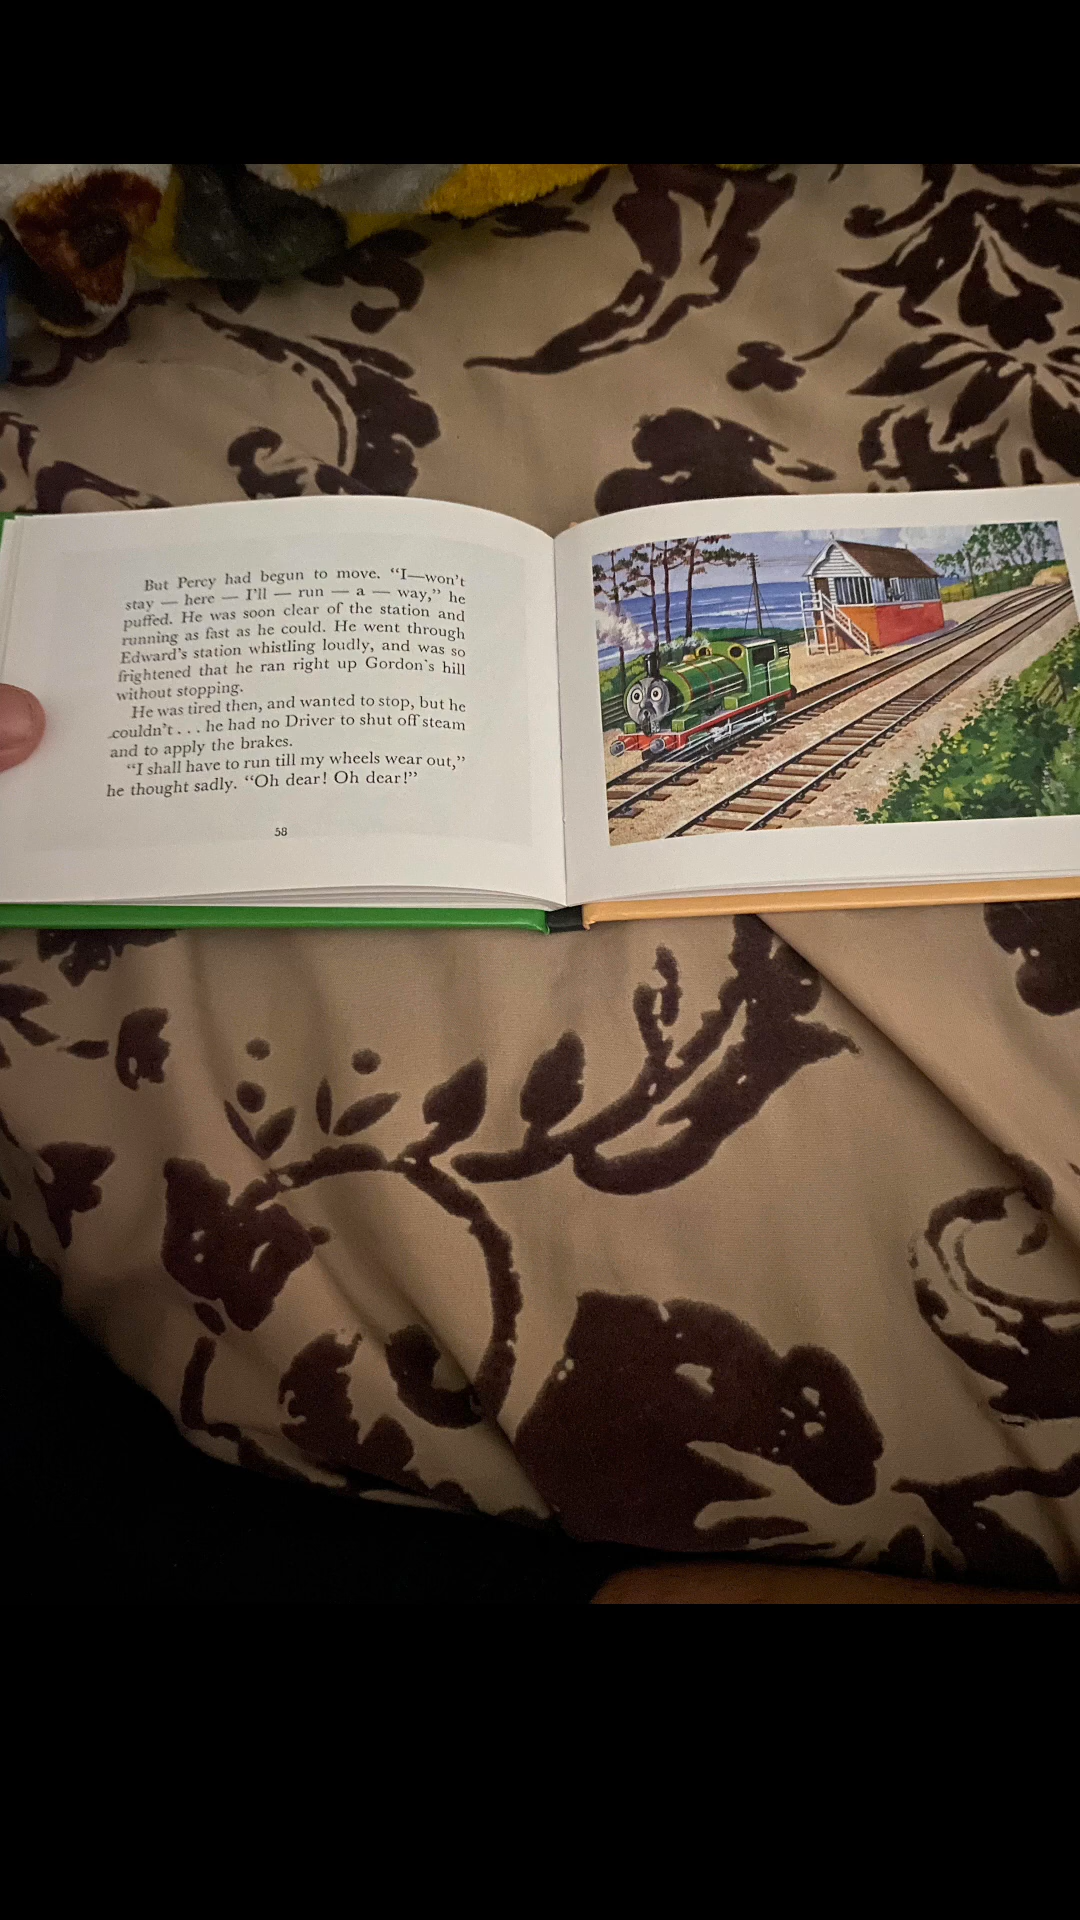 But Percy had begun to move. “I—won’t
stay — here — I’ll — run — a — way,” he
puffed. He was soon clear of the station and
running as fast as he could. He went through
Edward’s station whistling loudly, and was so
frightened that he ran right up Gordon’s hill
without stopping.
He was tired then, and wanted to stop, but he
couldn’t . . . he had no Driver to shut off steam
and to apply the brakes.
“I shall have to run till my wheels wear out,”
he thought sadly. “Oh dear! Oh dear!”
58